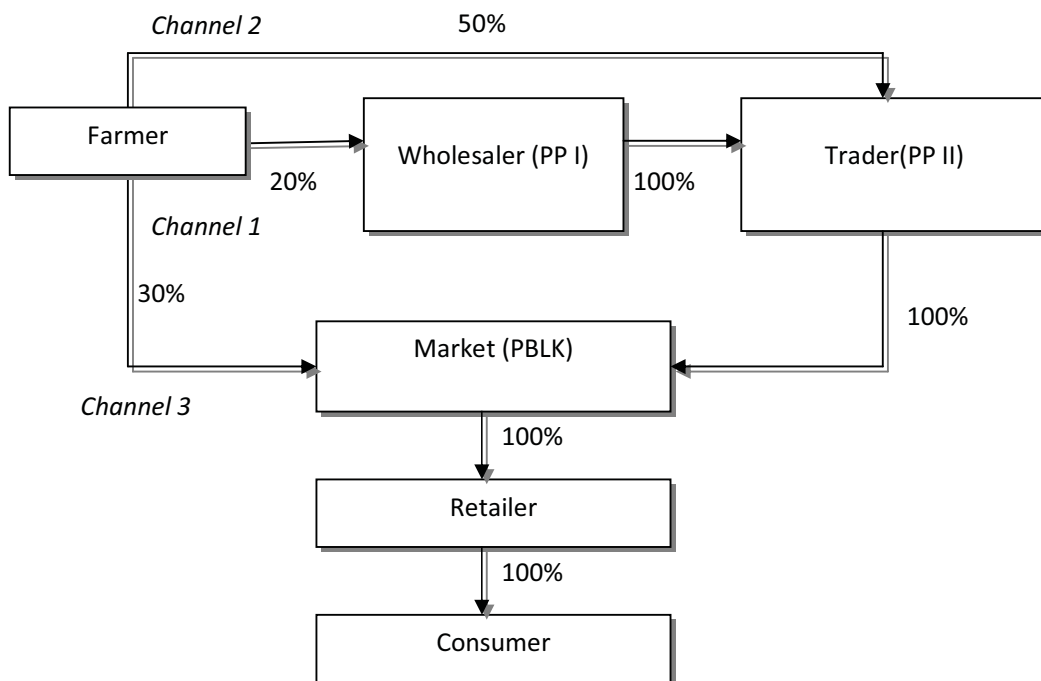 Channel 2
50%
Farmer
Wholesaler (PP I)
Trader(PP II)
20%
100%
Channel 1
30%
100%
Market (PBLK)
Channel 3
100%
Retailer
100%
Consumer